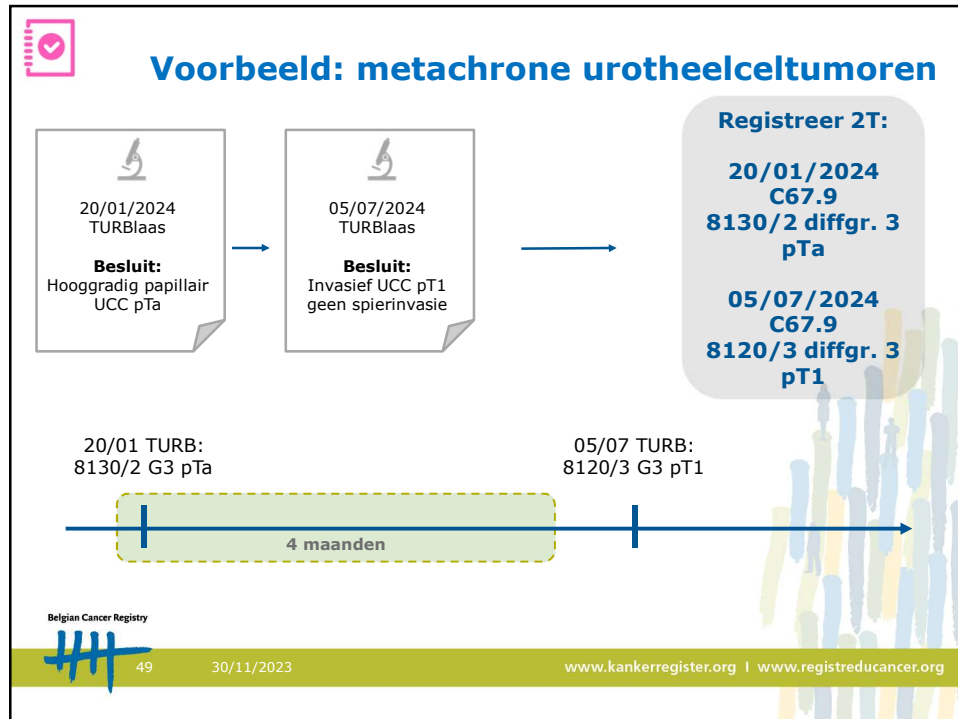 Voorbeeld: metachrone urotheelceltumoren
20/01/2024
TURBlaas
Besluit:
Hooggradig papillair
UCC pTa
05/07/2024
TURBlaas
Besluit:
Invasief UCC pT1
geen spierinvasie
Registreer 2T:
20/01/2024
C67.9
8130/2 diffgr. 3
pTa
05/07/2024
C67.9
8120/3 diffgr. 3
pT1
20/01 TURB:
8130/2 G3 pTa
05/07 TURB:
8120/3 G3 pT1
4 maanden
Belgian Cancer Registry
49 30/11/2023 www.kankerregister.org I www.registreducancer.org